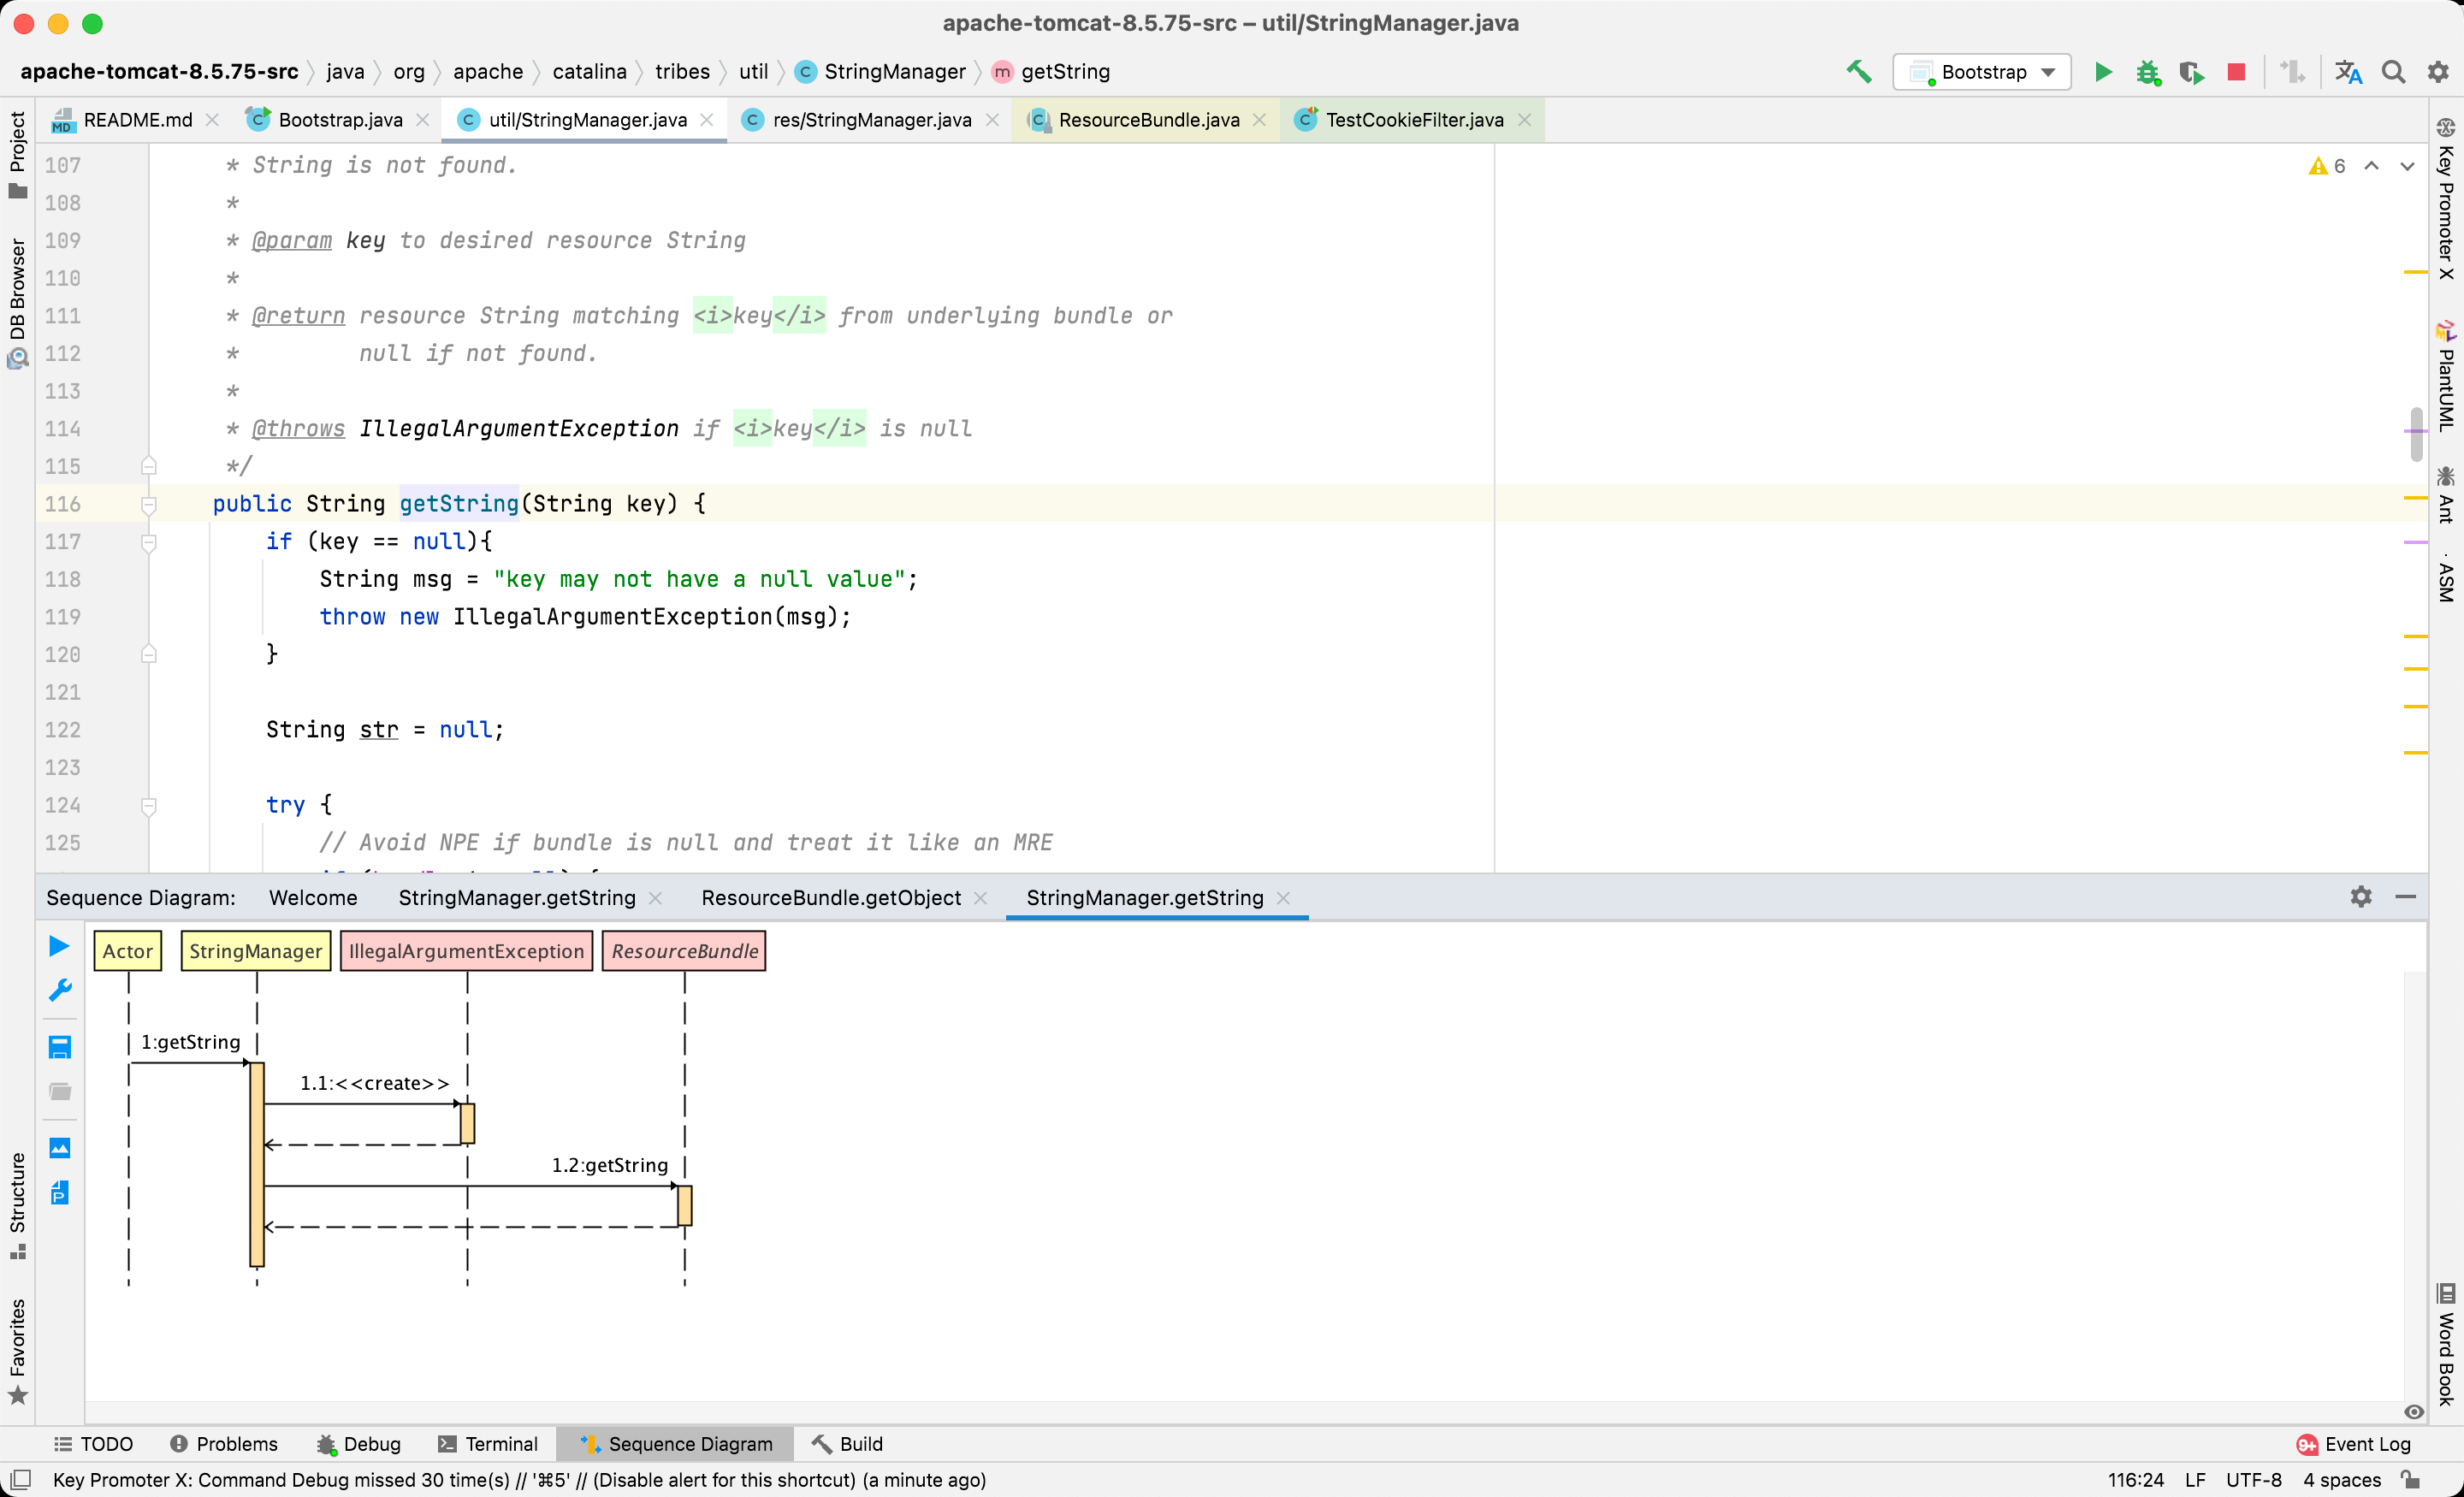 apache-tomcat-8.5.75-src – util/StringManager.java
apache-tomcat-8.5.75-src java org apache catalina tribes util C StringManager m getString
Bootstrap
README.md Bootstrap.java util/StringManager.java res/StringManager.java ResourceBundle.java TestCookieFilter.java
Project
DB Browser
Structure
Favorites
6
107 * String is not found.
108 *
109 * @param key to desired resource String
110 *
111 * @return resource String matching <i>key</i> from underlying bundle or
112 * null if not found.
113 *
114 * @throws IllegalArgumentException if <i>key</i> is null
115 */
116 public String getString(String key) {
117 if (key == null){
118 String msg = "key may not have a null value";
119 throw new IllegalArgumentException(msg);
120 }
121
122 String str = null;
123
124 try {
125 // Avoid NPE if bundle is null and treat it like an MRE
Key Promoter X
PlantUML
Ant
ASM
Word Book
Sequence Diagram: Welcome StringManager.getString ResourceBundle.getObject StringManager.getString
Actor StringManager IllegalArgumentException ResourceBundle
1:getString
1.1:<<create>>
1.2:getString
TODO Problems Debug Terminal Sequence Diagram Build 9+ Event Log
Key Promoter X: Command Debug missed 30 time(s) // '⌘5' // (Disable alert for this shortcut) (a minute ago) 116:24 LF UTF-8 4 spaces